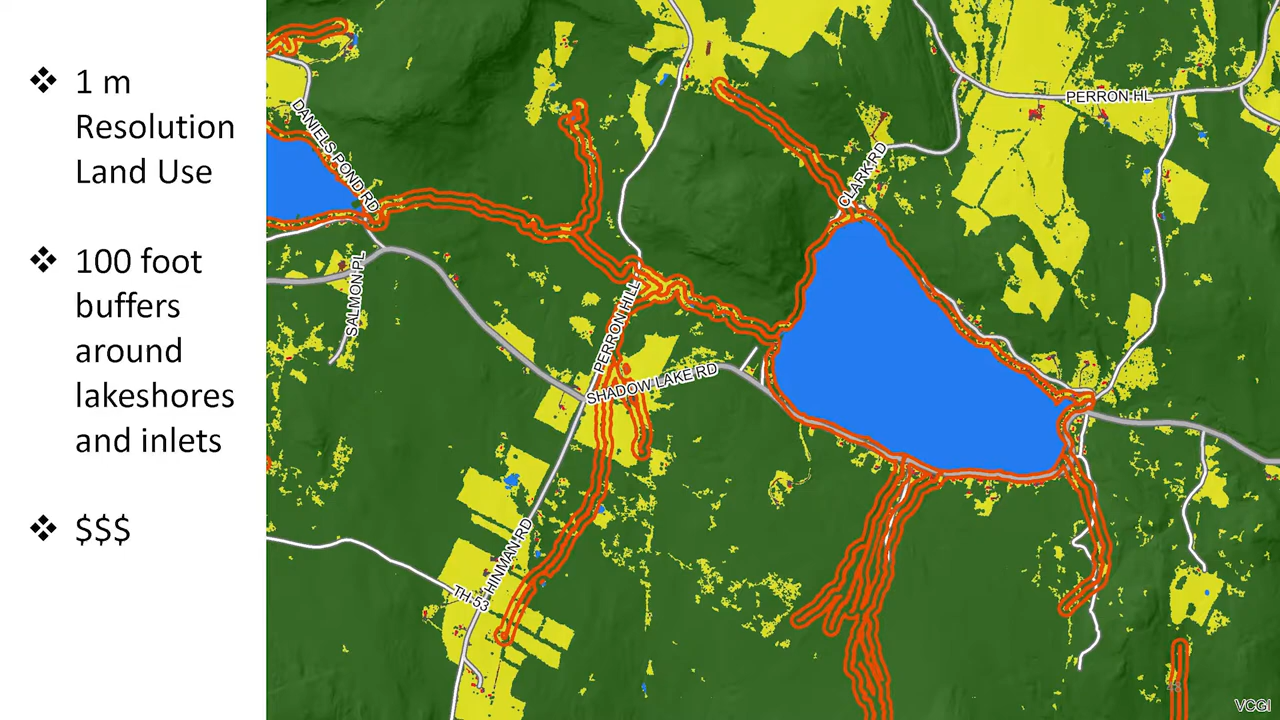 ❖ 1 m
Resolution
Land Use
❖ 100 foot
buffers
around
lakeshores
and inlets
❖ $$$
DANIELS POND RD
SALMON PL
PERRON HILL
SHADOW LAKE RD
CLARK RD
PERRON HL
HINMAN RD
TH-53
48
VCGI